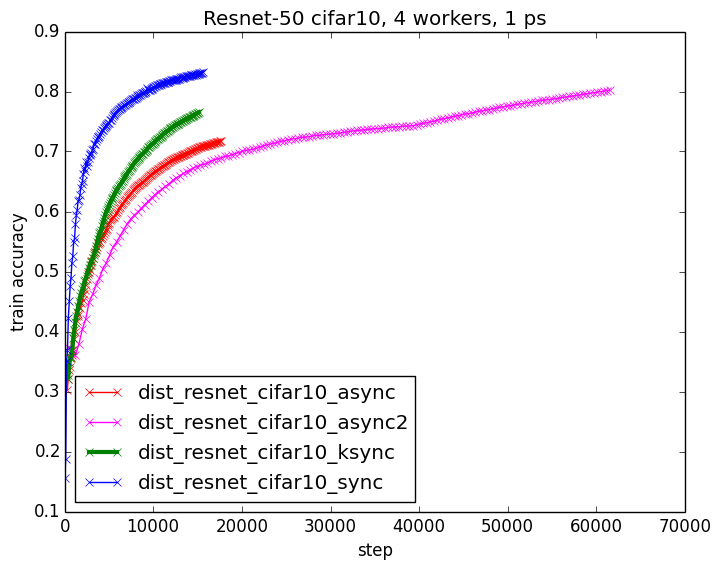 Resnet-50 cifar10, 4 workers, 1 ps
0.9
0.8
0.7
0.6
0.5
0.4
0.3
0.2
0.1
train accuracy
dist_resnet_cifar10_async
dist_resnet_cifar10_async2
dist_resnet_cifar10_ksync
dist_resnet_cifar10_sync
0 10000 20000 30000 40000 50000 60000 70000
step